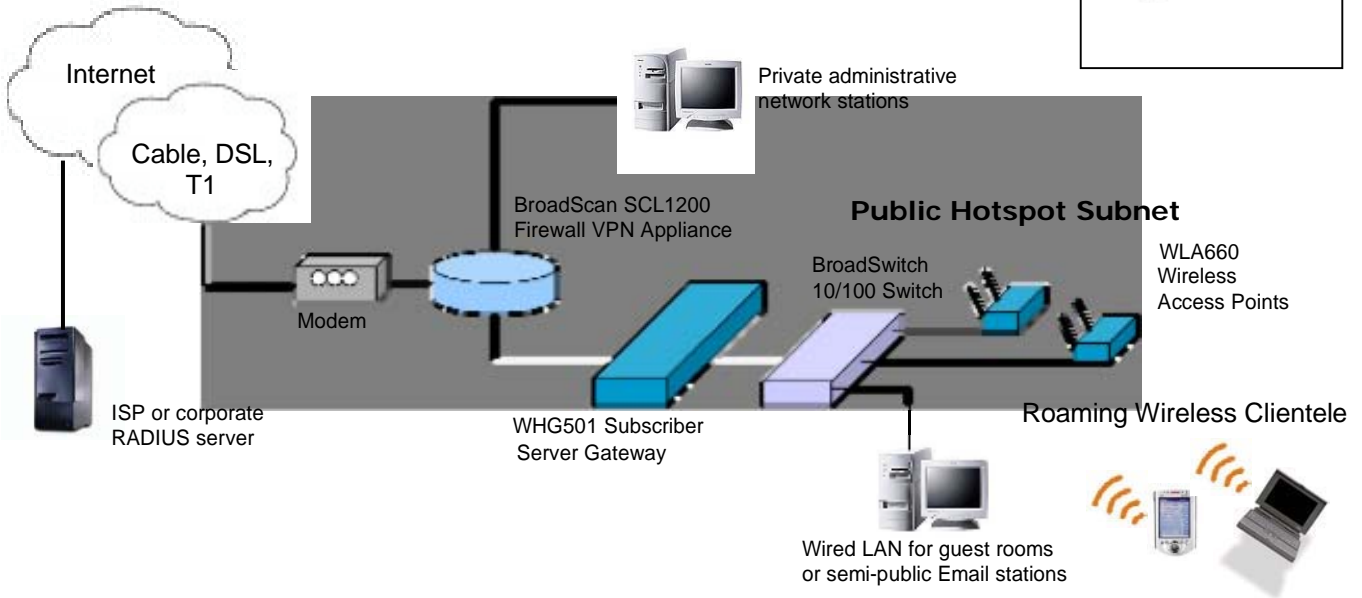 Internet
Cable, DSL,
T1
Private administrative
network stations
BroadScan SCL1200
Firewall VPN Appliance
Public Hotspot Subnet
WLA660
Wireless
Access Points
BroadSwitch
10/100 Switch
Modem
ISP or corporate
RADIUS server
WHG501 Subscriber
Server Gateway
Roaming Wireless Clientele
Wired LAN for guest rooms
or semi-public Email stations